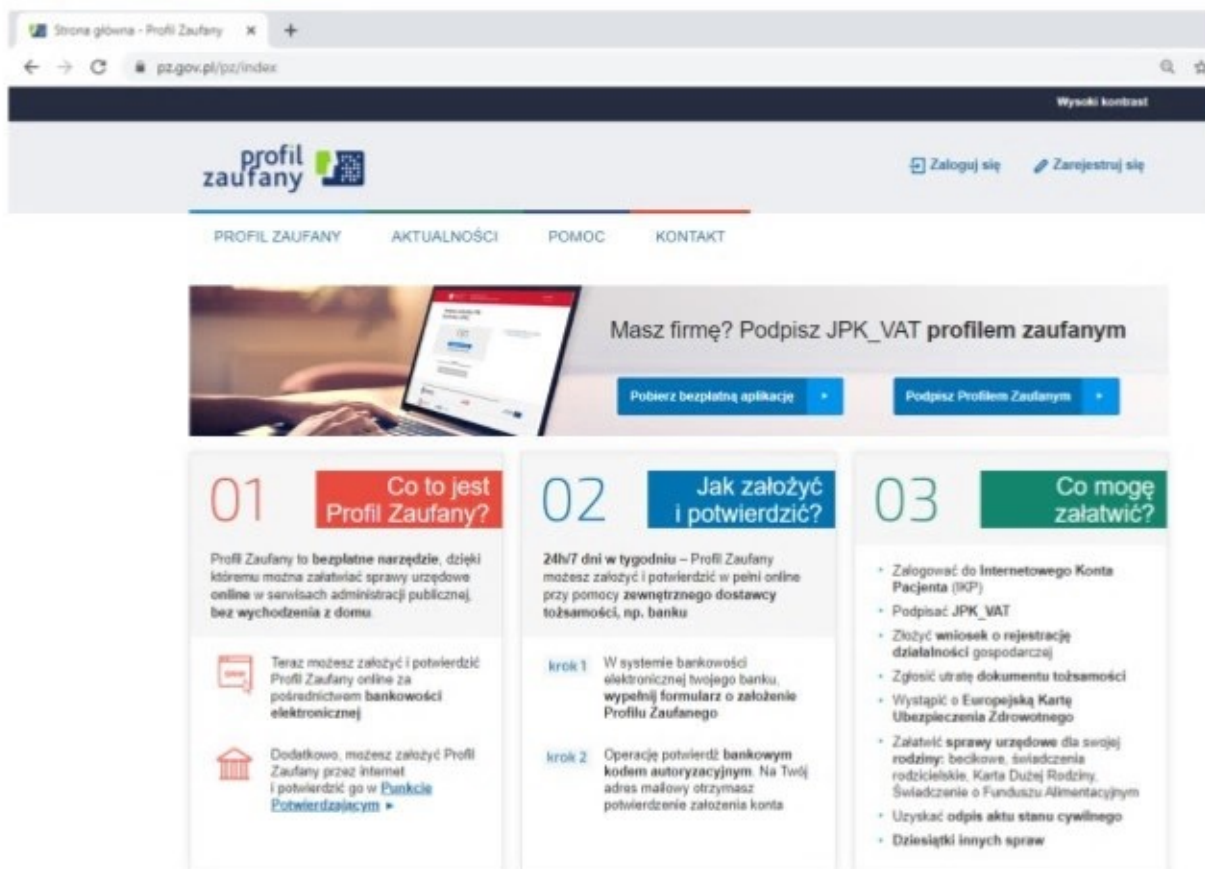 Strona główna - Profil Zaufany
pz.gov.pl/pz/index
Wysoki kontrast
profil
zaufany
Zaloguj się
Zarejestruj się
PROFIL ZAUFANY
AKTUALNOŚCI
POMOC
KONTAKT
Masz firmę? Podpisz JPK_VAT profilem zaufanym
Pobierz bezpłatną aplikację
Podpisz Profilem Zaufanym
01
Co to jest
Profil Zaufany?
Profil Zaufany to bezpłatne narzędzie, dzięki
któremu można załatwiać sprawy urzędowe
online w serwisach administracji publicznej,
bez wychodzenia z domu.
Teraz możesz założyć i potwierdzić
Profil Zaufany online za
pośrednictwem bankowości
elektronicznej
Dodatkowo, możesz założyć Profil
Zaufany przez internet
i potwierdzić go w Punkcie
Potwierdzającym
02
Jak założyć
i potwierdzić?
24h/7 dni w tygodniu – Profil Zaufany
możesz założyć i potwierdzić w pełni online
przy pomocy zewnętrznego dostawcy
tożsamości, np. banku
krok 1
W systemie bankowości
elektronicznej twojego banku,
wypełnij formularz o założenie
Profilu Zaufanego
krok 2
Operację potwierdź bankowym
kodem autoryzacyjnym. Na Twój
adres mailowy otrzymasz
potwierdzenie założenia konta
03
Co mogę
załatwić?
Zalogować do Internetowego Konta
Pacjenta (IKP)
Podpisać JPK_VAT
Złożyć wniosek o rejestrację
działalności gospodarczej
Zgłosić utratę dokumentu tożsamości
Wystąpić o Europejską Kartę
Ubezpieczenia Zdrowotnego
Załatwić sprawy urzędowe dla swojej
rodziny: becikowe, świadczenia
rodzicielskie, Karta Dużej Rodziny,
Świadczenie o Funduszu Alimentacyjnym
Uzyskać odpis aktu stanu cywilnego
Dziesiątki innych spraw